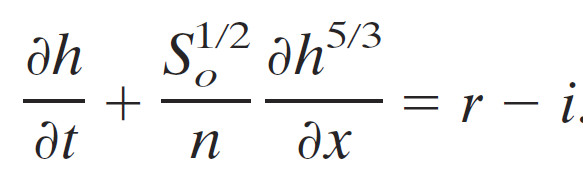 ∂h/∂t + S_o^{1/2}/n ∂h^{5/3}/∂x = r − i.